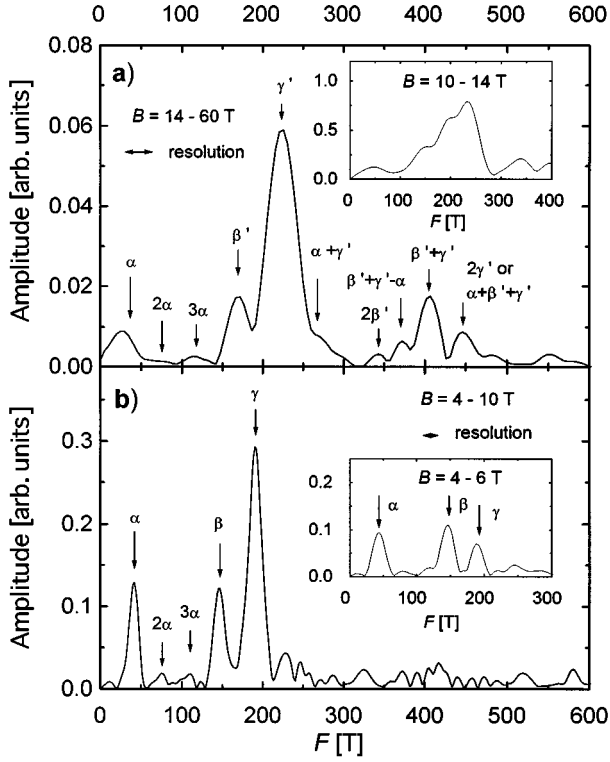 0 100 200 300 400 500 600
a)
B = 14 - 60 T
resolution
γ'
β'
α
2α
3α
α+γ'
2β'
β'+γ'-α
β'+γ'
2γ' or
α+β'+γ'
0.08
0.06
0.04
0.02
0.00
Amplitude [arb. units]
B = 10 - 14 T
1.0
0.5
0.0
0 100 200 300 400
F [T]
b)
B = 4 - 10 T
resolution
γ
α
2α
3α
β
0.3
0.2
0.1
0.0
Amplitude [arb. units]
B = 4 - 6 T
α
β
γ
0.2
0.1
0.0
0 100 200 300
F [T]
0 100 200 300 400 500 600
F [T]